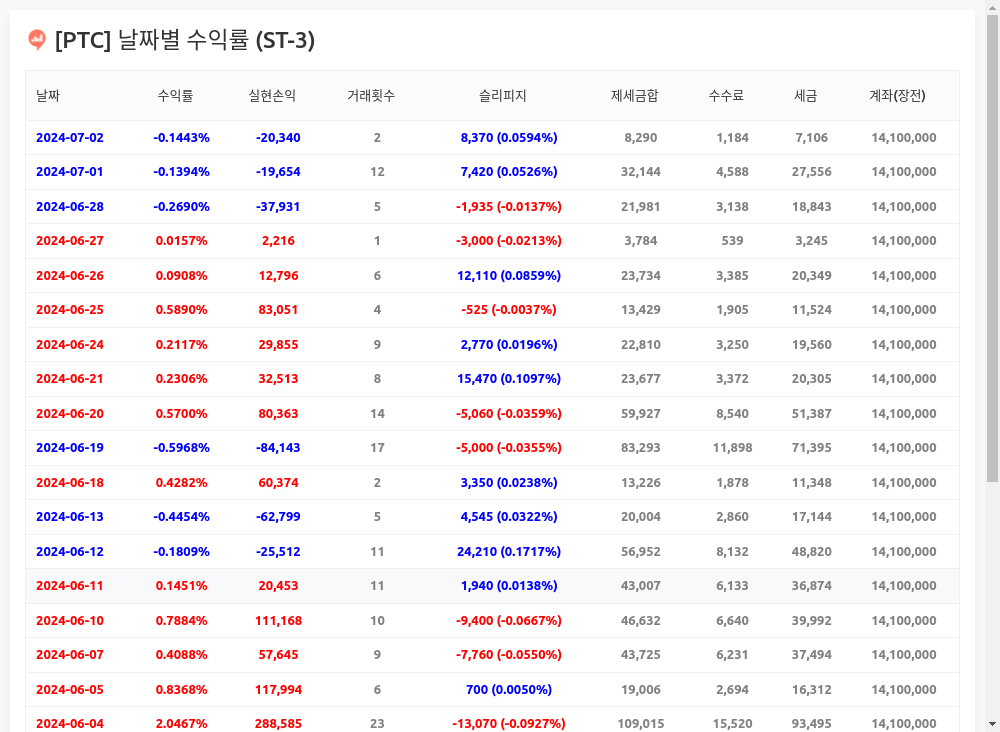 [PTC] 날짜별 수익률 (ST-3)
날짜 수익률 실현손익 거래횟수 슬리피지 제세금합 수수료 세금 계좌(장전)
2024-07-02 -0.1443% -20,340 2 8,370 (0.0594%) 8,290 1,184 7,106 14,100,000
2024-07-01 -0.1394% -19,654 12 7,420 (0.0526%) 32,144 4,588 27,556 14,100,000
2024-06-28 -0.2690% -37,931 5 -1,935 (-0.0137%) 21,981 3,138 18,843 14,100,000
2024-06-27 0.0157% 2,216 1 -3,000 (-0.0213%) 3,784 539 3,245 14,100,000
2024-06-26 0.0908% 12,796 6 12,110 (0.0859%) 23,734 3,385 20,349 14,100,000
2024-06-25 0.5890% 83,051 4 -525 (-0.0037%) 13,429 1,905 11,524 14,100,000
2024-06-24 0.2117% 29,855 9 2,770 (0.0196%) 22,810 3,250 19,560 14,100,000
2024-06-21 0.2306% 32,513 8 15,470 (0.1097%) 23,677 3,372 20,305 14,100,000
2024-06-20 0.5700% 80,363 14 -5,060 (-0.0359%) 59,927 8,540 51,387 14,100,000
2024-06-19 -0.5968% -84,143 17 -5,000 (-0.0355%) 83,293 11,898 71,395 14,100,000
2024-06-18 0.4282% 60,374 2 3,350 (0.0238%) 13,226 1,878 11,348 14,100,000
2024-06-13 -0.4454% -62,799 5 4,545 (0.0322%) 20,004 2,860 17,144 14,100,000
2024-06-12 -0.1809% -25,512 11 24,210 (0.1717%) 56,952 8,132 48,820 14,100,000
2024-06-11 0.1451% 20,453 11 1,940 (0.0138%) 43,007 6,133 36,874 14,100,000
2024-06-10 0.7884% 111,168 10 -9,400 (-0.0667%) 46,632 6,640 39,992 14,100,000
2024-06-07 0.4088% 57,645 9 -7,760 (-0.0550%) 43,725 6,231 37,494 14,100,000
2024-06-05 0.8368% 117,994 6 700 (0.0050%) 19,006 2,694 16,312 14,100,000
2024-06-04 2.0467% 288,585 23 -13,070 (-0.0927%) 109,015 15,520 93,495 14,100,000